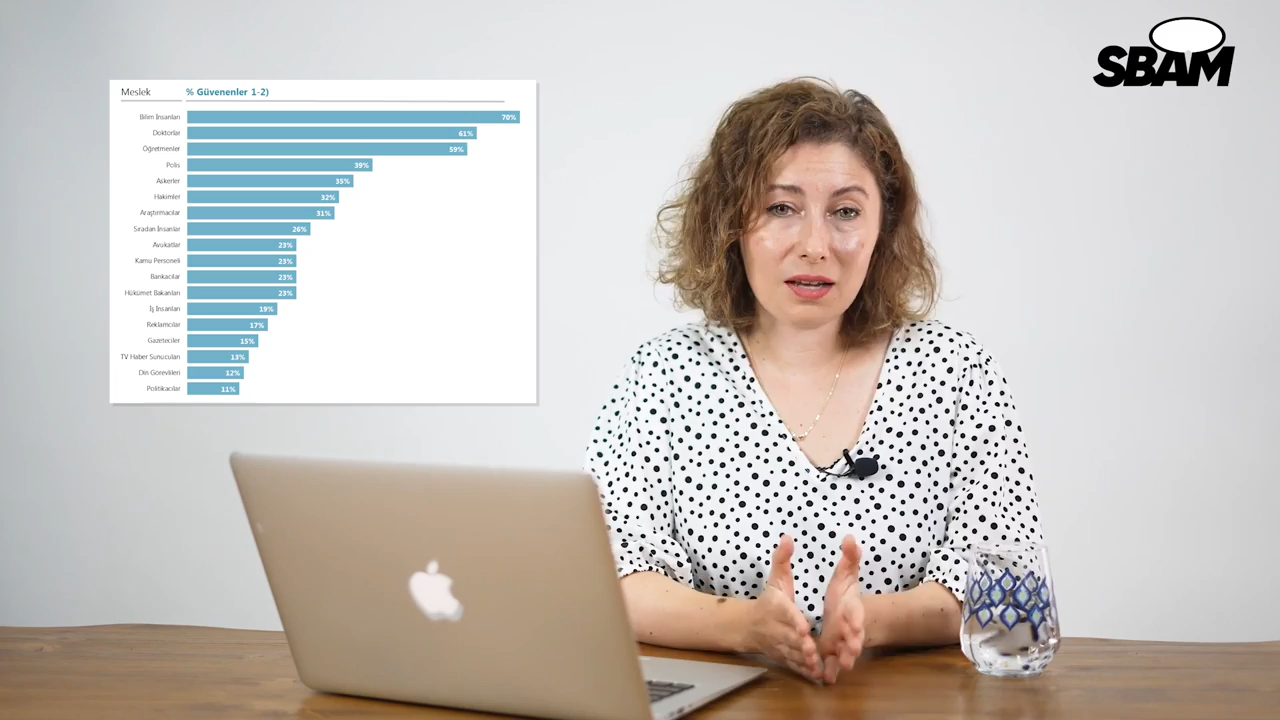 SBAM
Meslek % Güvenenler 1-2)
Bilim İnsanları 70%
Doktorlar 61%
Öğretmenler 59%
Polis 39%
Askerler 35%
Hakimler 32%
Araştırmacılar 31%
Sıradan İnsanlar 26%
Avukatlar 23%
Kamu Personeli 23%
Bankacılar 23%
Hükümet Bakanları 23%
İş İnsanları 19%
Reklamcılar 17%
Gazeteciler 15%
TV Haber Sunucuları 13%
Din Görevlileri 12%
Politikacılar 11%